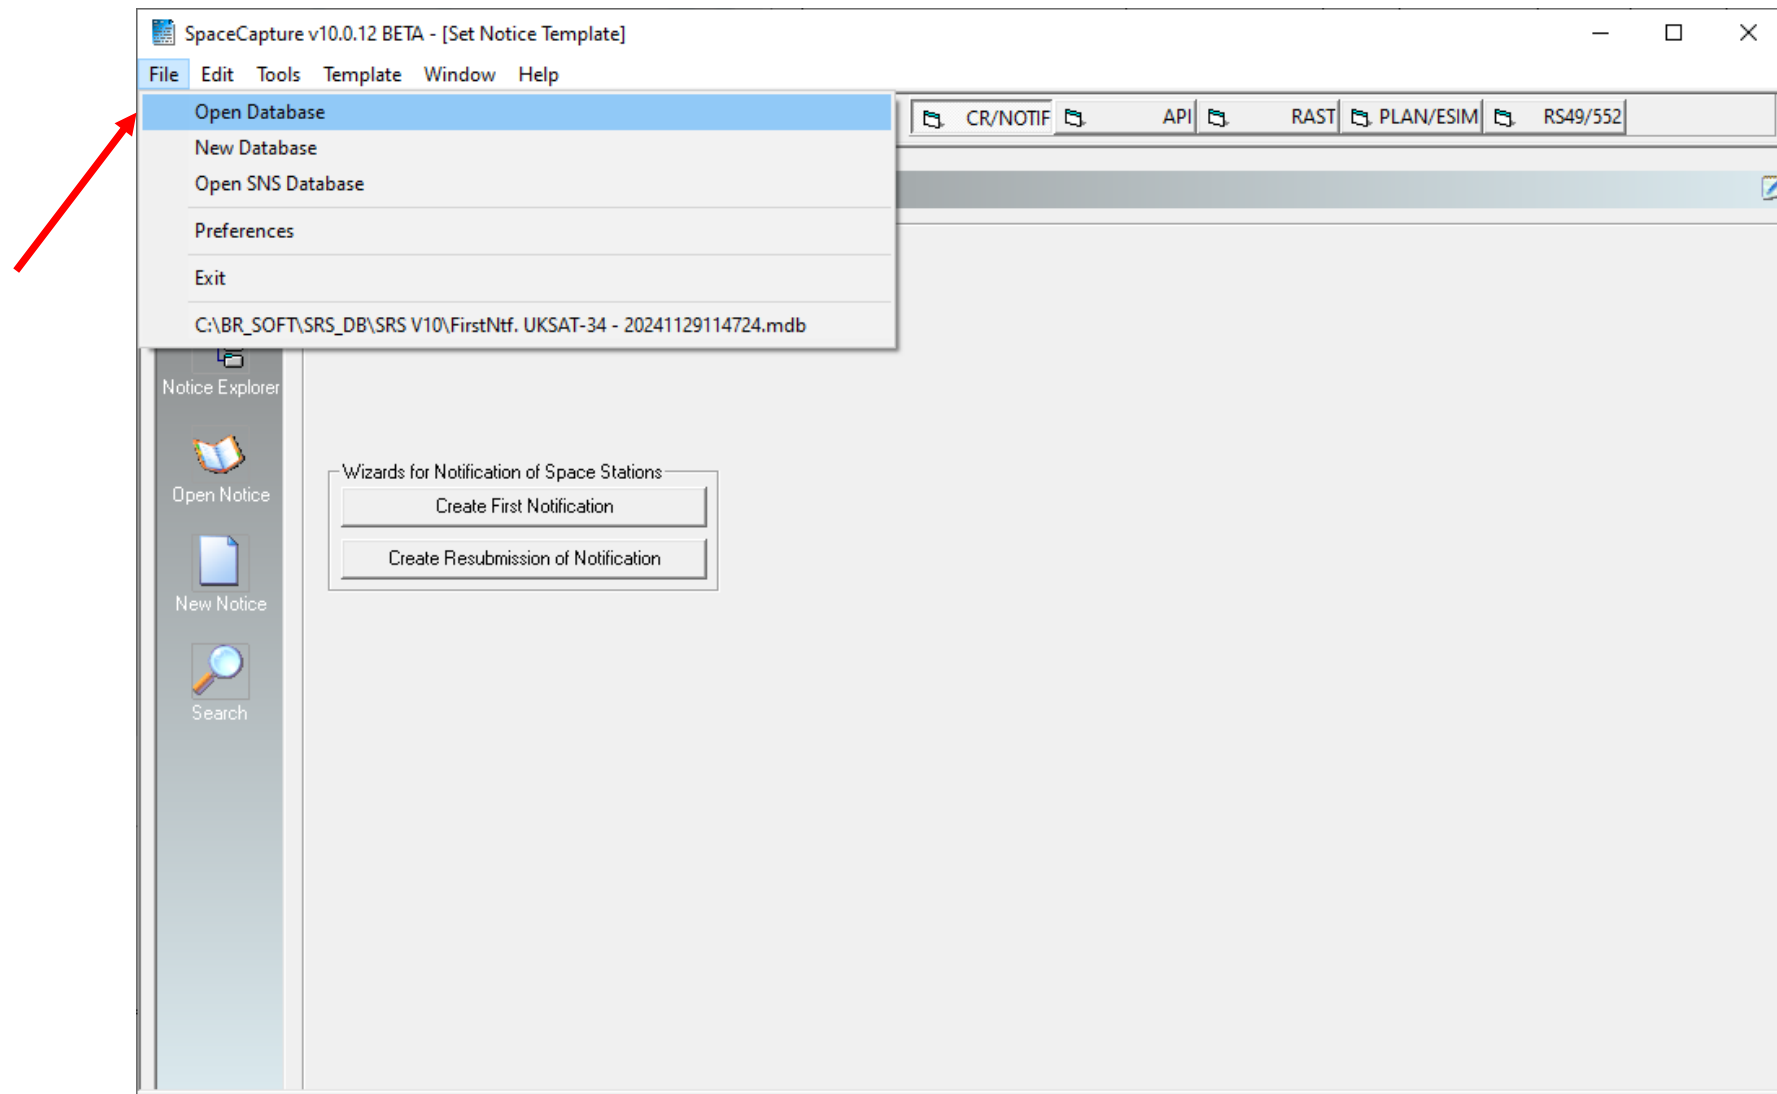 SpaceCapture v10.0.12 BETA - [Set Notice Template]
File Edit Tools Template Window Help
Open Database
New Database
Open SNS Database
Preferences
Exit
C:\BR_SOFT\SRS_DB\SRS V10\FirstNtf. UKSAT-34 - 20241129114724.mdb
CR/NOTIF API RAST PLAN/ESIM RS49/552
Notice Explorer
Open Notice
New Notice
Search
Wizards for Notification of Space Stations
Create First Notification
Create Resubmission of Notification